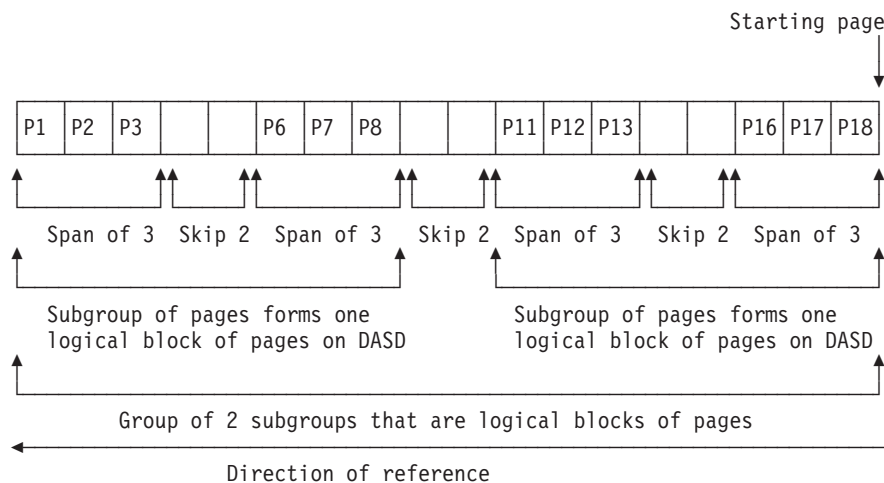 Starting page
P1 P2 P3 P6 P7 P8 P11 P12 P13 P16 P17 P18
Span of 3 Skip 2 Span of 3 Skip 2 Span of 3 Skip 2 Span of 3
Subgroup of pages forms one Subgroup of pages forms one
logical block of pages on DASD logical block of pages on DASD
Group of 2 subgroups that are logical blocks of pages
Direction of reference